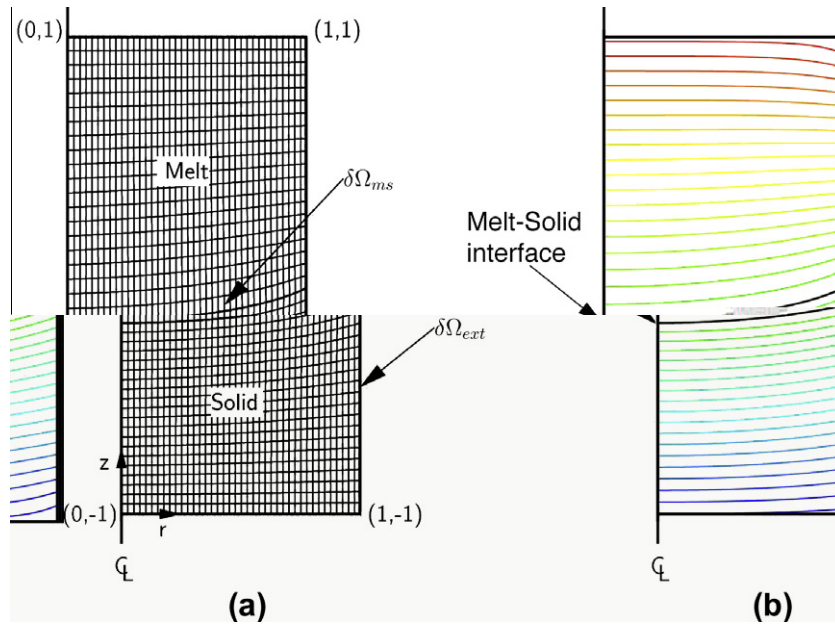 (0,1)
(1,1)
Melt
δΩ_ms
Melt-Solid
interface
δΩ_ext
Solid
z
(0,-1)
r
(1,-1)
℄
℄
(a)
(b)